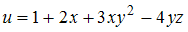 u = 1 + 2x + 3xy² − 4yz